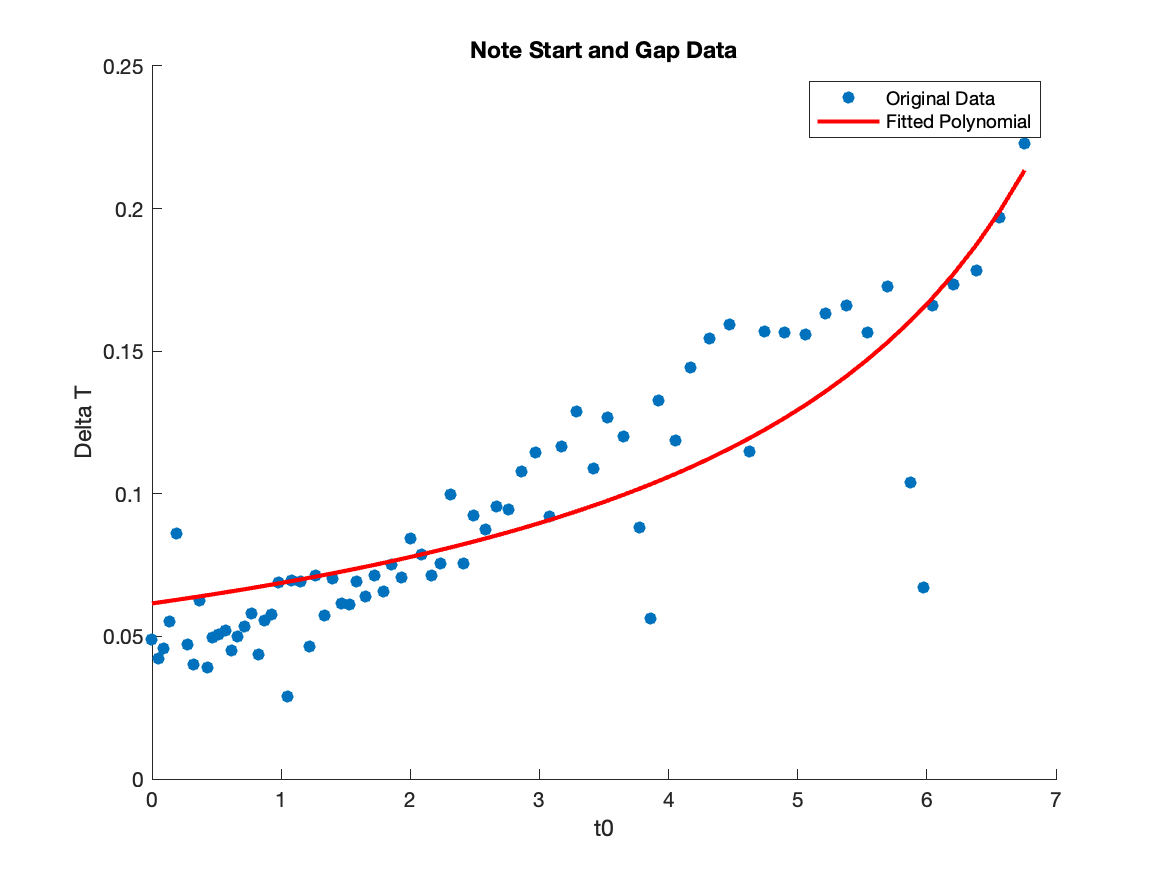 Note Start and Gap Data
Original Data
Fitted Polynomial
0.25
0.2
0.15
0.1
0.05
0
Delta T
0 1 2 3 4 5 6 7
t0